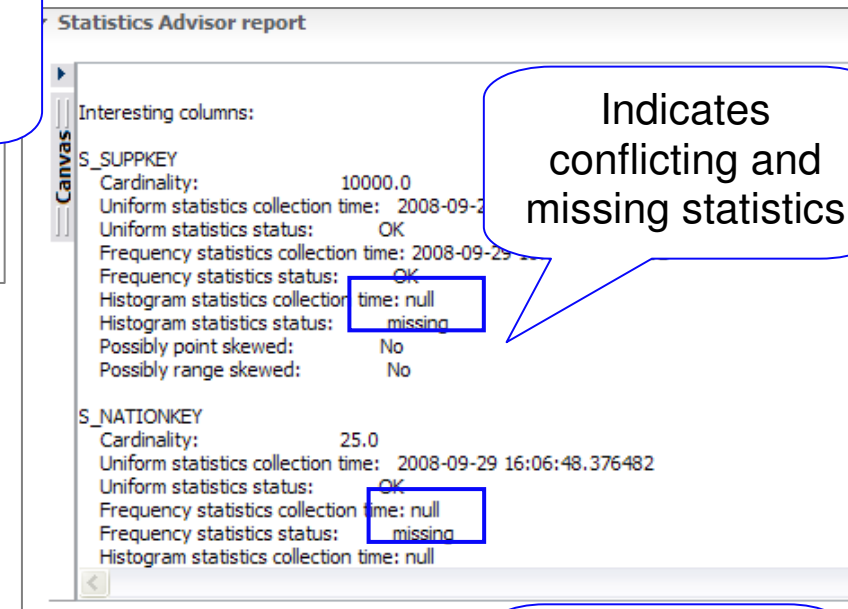 Statistics Advisor report
Canvas
Interesting columns:
S_SUPPKEY
Cardinality: 10000.0
Uniform statistics collection time: 2008-09-2
Uniform statistics status: OK
Frequency statistics collection time: 2008-09-29
Frequency statistics status: OK
Histogram statistics collection time: null
Histogram statistics status: missing
Possibly point skewed: No
Possibly range skewed: No
S_NATIONKEY
Cardinality: 25.0
Uniform statistics collection time: 2008-09-29 16:06:48.376482
Uniform statistics status: OK
Frequency statistics collection time: null
Frequency statistics status: missing
Histogram statistics collection time: null
Indicates
conflicting and
missing statistics